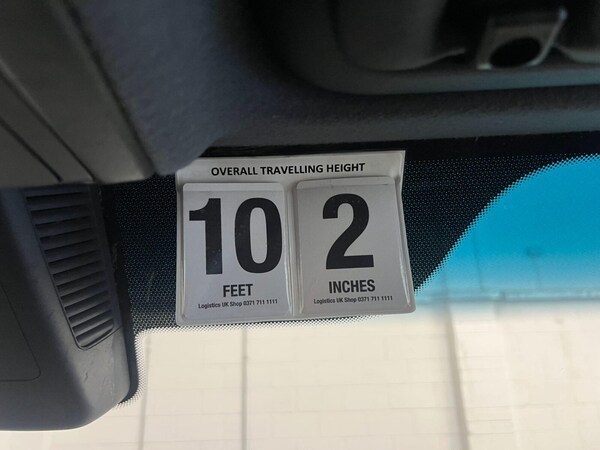 OVERALL TRAVELLING HEIGHT
10 2
FEET INCHES
Logistics UK Shop 0371 711 1111 Logistics UK Shop 0371 711 1111